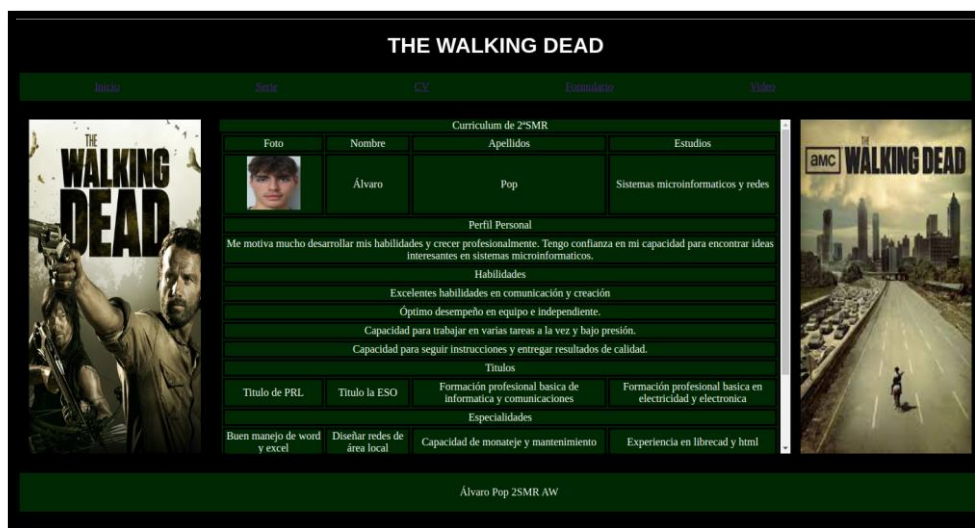 THE WALKING DEAD
Inicio Serie CV Formulario Video
THE
WALKING
DEAD
Curriculum de 2ºSMR
Foto Nombre Apellidos Estudios
Álvaro Pop Sistemas microinformaticos y redes
Perfil Personal
Me motiva mucho desarrollar mis habilidades y crecer profesionalmente. Tengo confianza en mi capacidad para encontrar ideas
interesantes en sistemas microinformaticos.
Habilidades
Excelentes habilidades en comunicación y creación
Óptimo desempeño en equipo e independiente.
Capacidad para trabajar en varias tareas a la vez y bajo presión.
Capacidad para seguir instrucciones y entregar resultados de calidad.
Titulos
Titulo de PRL Titulo la ESO Formación profesional basica de
informatica y comunicaciones Formación profesional basica en
electricidad y electronica
Especialidades
Buen manejo de word
y excel Diseñar redes de
área local Capacidad de monateje y mantenimiento Experiencia en librecad y html
THE
amc WALKING DEAD
Álvaro Pop 2SMR AW